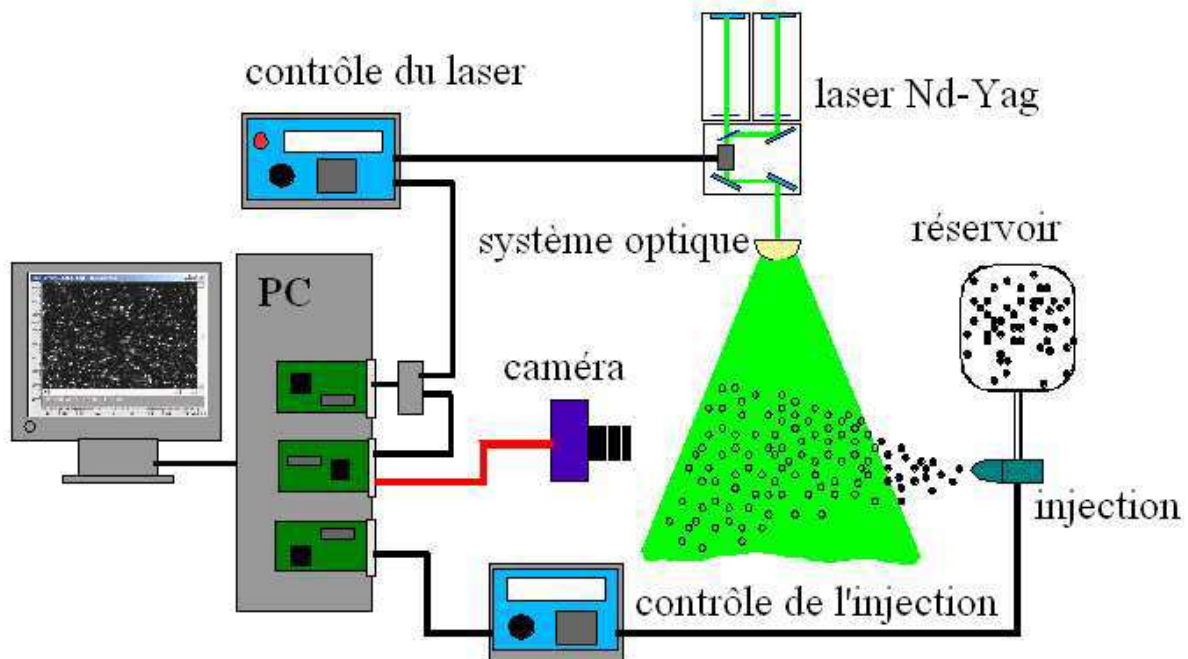 contrôle du laser
laser Nd-Yag
système optique
réservoir
PC
caméra
injection
contrôle de l'injection